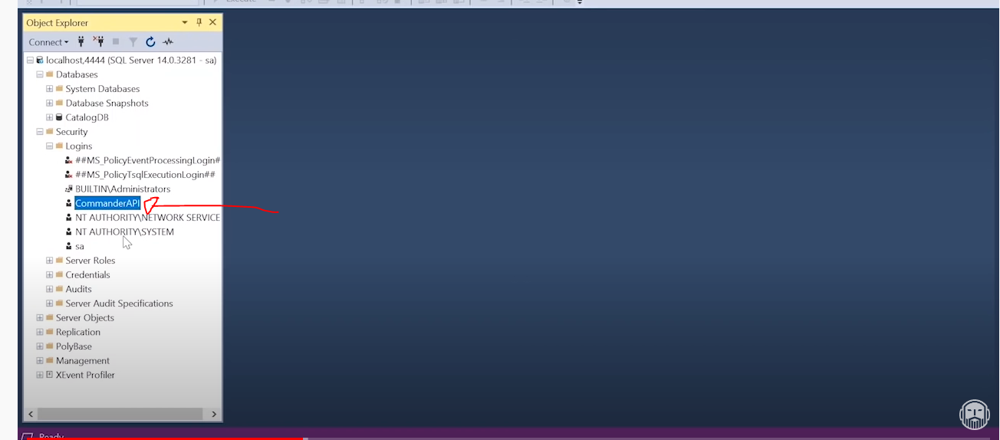 Execute
Object Explorer
Connect
localhost,4444 (SQL Server 14.0.3281 - sa)
Databases
System Databases
Database Snapshots
CatalogDB
Security
Logins
##MS_PolicyEventProcessingLogin#
##MS_PolicyTsqlExecutionLogin##
BUILTIN\Administrators
CommanderAPI
NT AUTHORITY\NETWORK SERVICE
NT AUTHORITY\SYSTEM
sa
Server Roles
Credentials
Audits
Server Audit Specifications
Server Objects
Replication
PolyBase
Management
XEvent Profiler
Ready